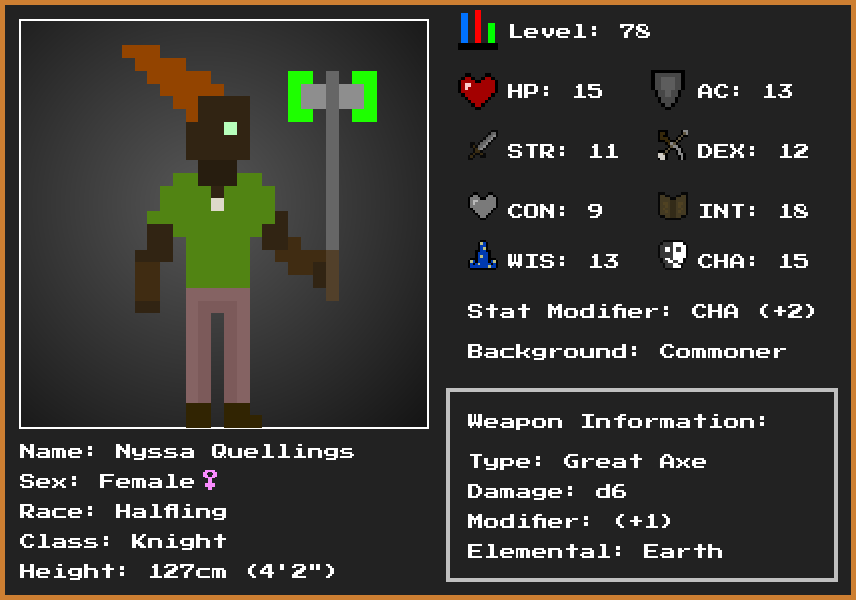 Level: 78
HP: 15 AC: 13
STR: 11 DEX: 12
CON: 9 INT: 18
WIS: 13 CHA: 15
Stat Modifier: CHA (+2)
Background: Commoner
Weapon Information:
Type: Great Axe
Damage: d6
Modifier: (+1)
Elemental: Earth
Name: Nyssa Quellings
Sex: Female♀
Race: Halfling
Class: Knight
Height: 127cm (4'2")